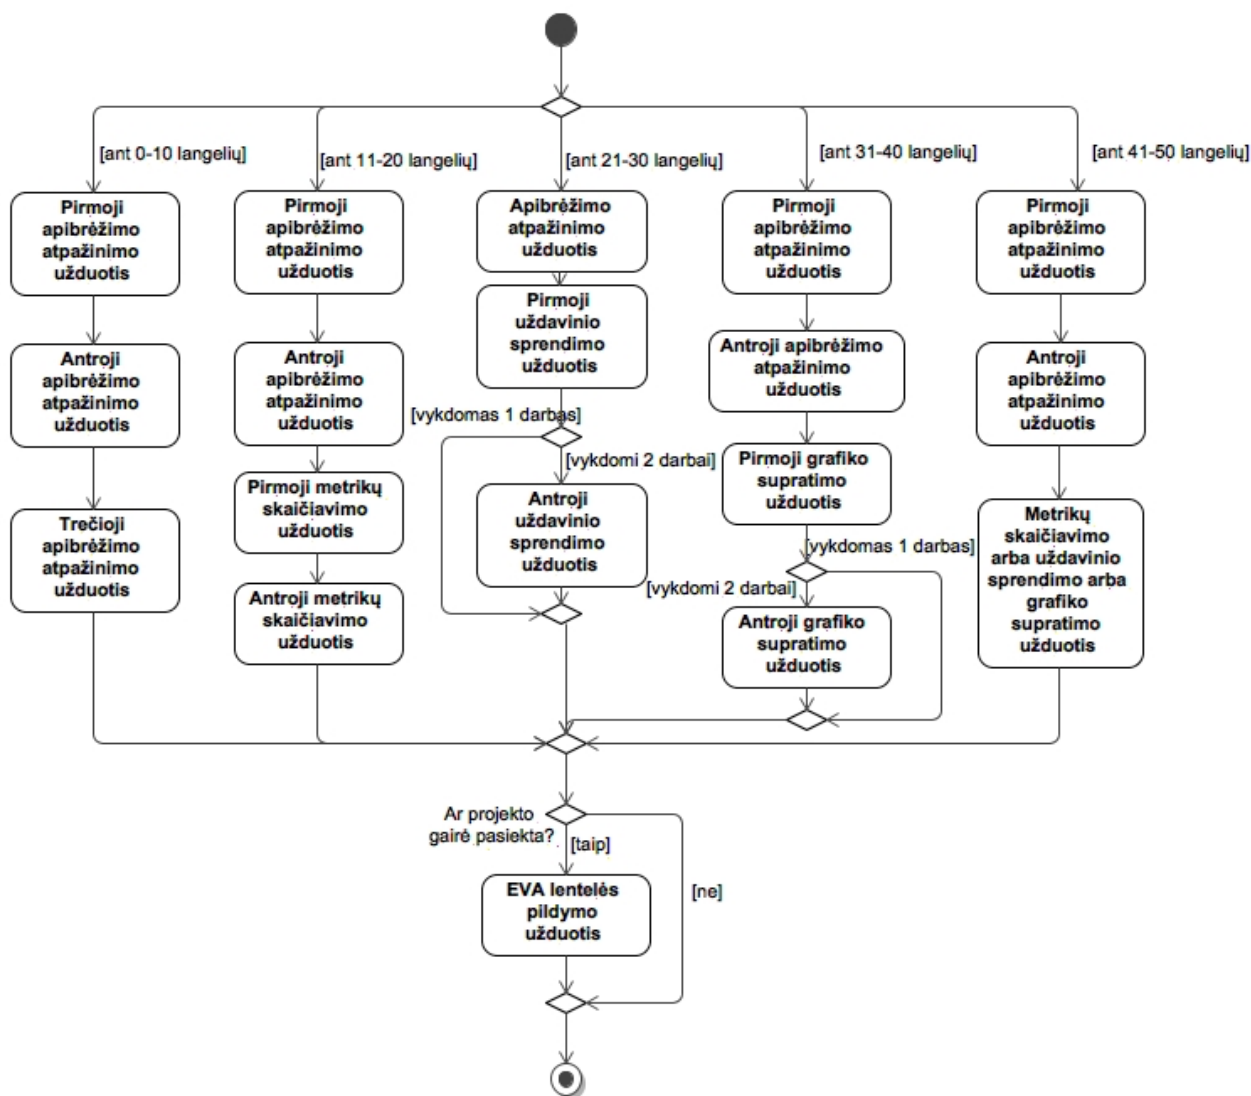 [ant 0-10 langelių]
[ant 11-20 langelių]
[ant 21-30 langelių]
[ant 31-40 langelių]
[ant 41-50 langelių]
Pirmoji
apibrėžimo
atpažinimo
užduotis
Antroji
apibrėžimo
atpažinimo
užduotis
Trečioji
apibrėžimo
atpažinimo
užduotis
Pirmoji
apibrėžimo
atpažinimo
užduotis
Antroji
apibrėžimo
atpažinimo
užduotis
Pirmoji metrikų
skaičiavimo
užduotis
Antroji metrikų
skaičiavimo
užduotis
Apibrėžimo
atpažinimo
užduotis
Pirmoji
uždavinio
sprendimo
užduotis
[vykdomas 1 darbas]
[vykdomi 2 darbai]
Antroji
uždavinio
sprendimo
užduotis
Pirmoji
apibrėžimo
atpažinimo
užduotis
Antroji apibrėžimo
atpažinimo
užduotis
Pirmoji grafiko
supratimo
užduotis
[vykdomas 1 darbas]
[vykdomi 2 darbai]
Antroji grafiko
supratimo
užduotis
Pirmoji
apibrėžimo
atpažinimo
užduotis
Antroji
apibrėžimo
atpažinimo
užduotis
Metrikų
skaičiavimo
arba uždavinio
sprendimo arba
grafiko
supratimo
užduotis
Ar projekto
gairė pasiekta?
[taip]
[ne]
EVA lentelės
pildymo
užduotis